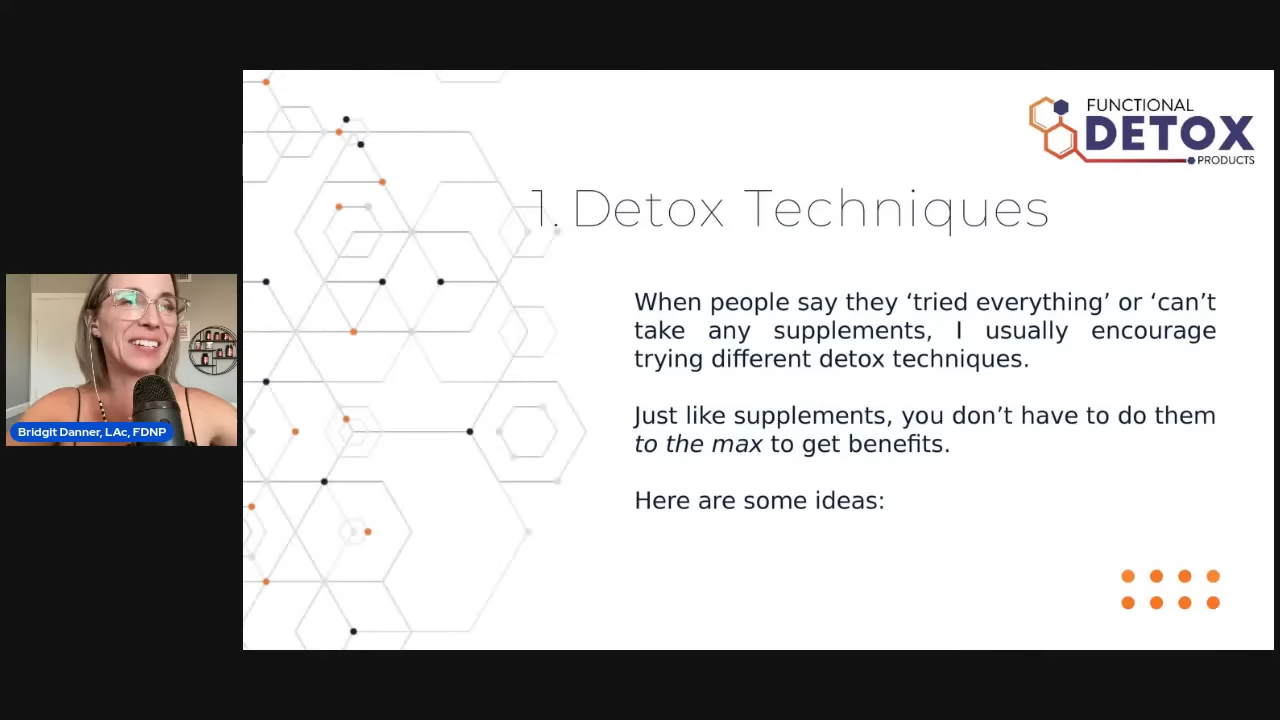 FUNCTIONAL
DETOX
PRODUCTS
1. Detox Techniques
When people say they ‘tried everything’ or ‘can’t
take any supplements, I usually encourage
trying different detox techniques.
Just like supplements, you don’t have to do them
to the max to get benefits.
Here are some ideas:
Bridgit Danner, LAc, FDNP